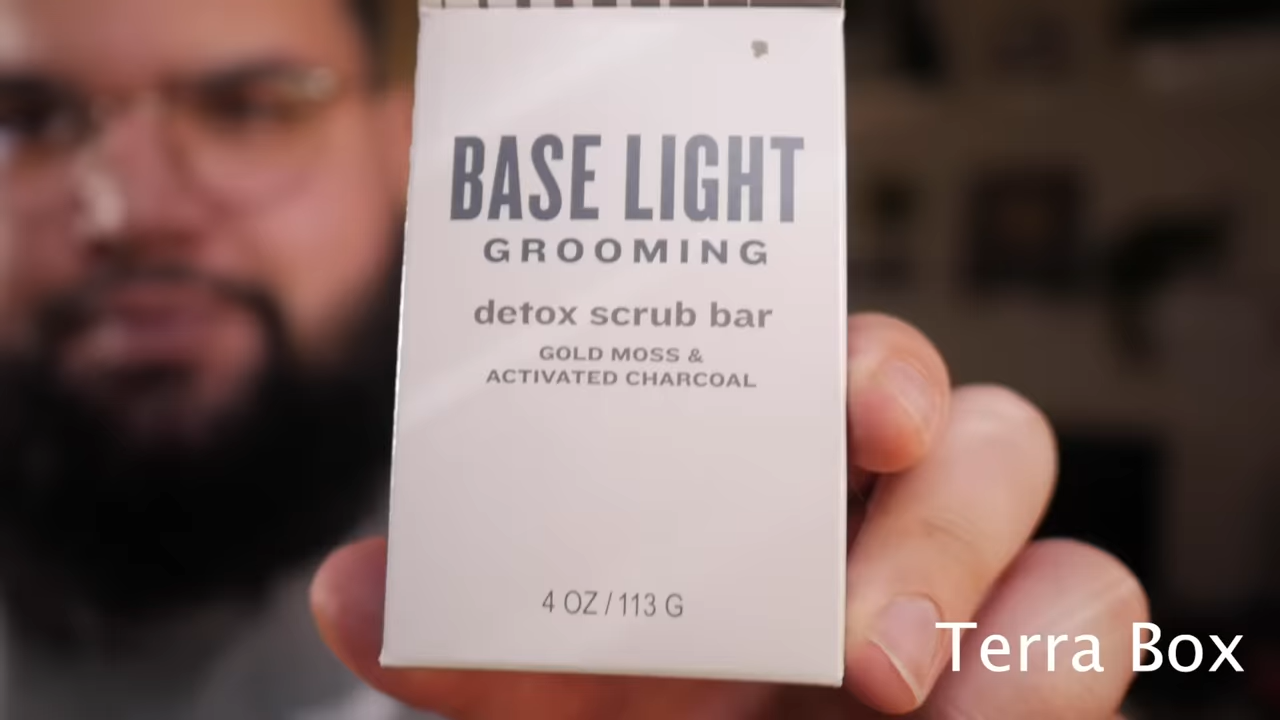 BASE LIGHT
GROOMING
detox scrub bar
GOLD MOSS &
ACTIVATED CHARCOAL
4 OZ / 113 G
Terra Box